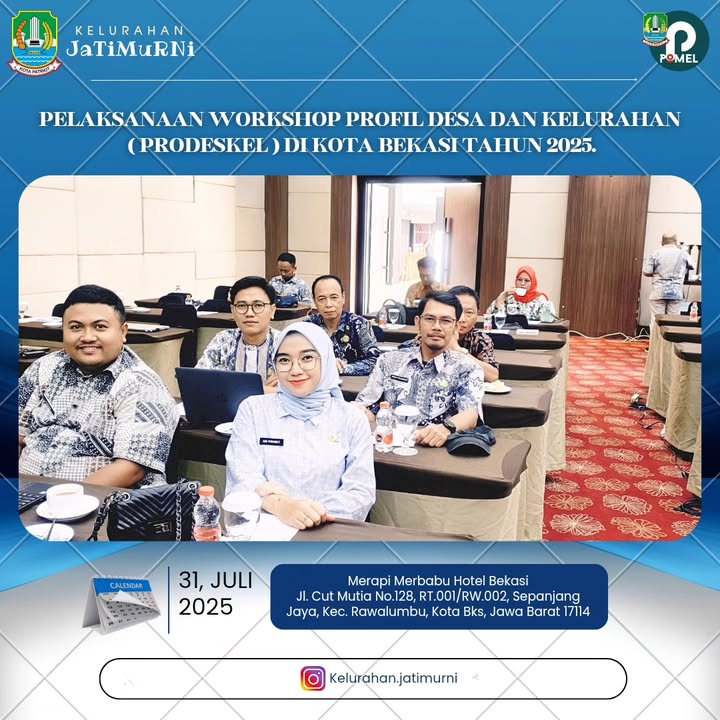 KELURAHAN
JaTiMuRNi
KOTA PATRIOT
POMEL
PELAKSANAAN WORKSHOP PROFIL DESA DAN KELURAHAN
( PRODESKEL ) DI KOTA BEKASI TAHUN 2025.
CALENDAR
31, JULI
2025
Merapi Merbabu Hotel Bekasi
Jl. Cut Mutia No.128, RT.001/RW.002, Sepanjang
Jaya, Kec. Rawalumbu, Kota Bks, Jawa Barat 17114
Kelurahan.jatimurni